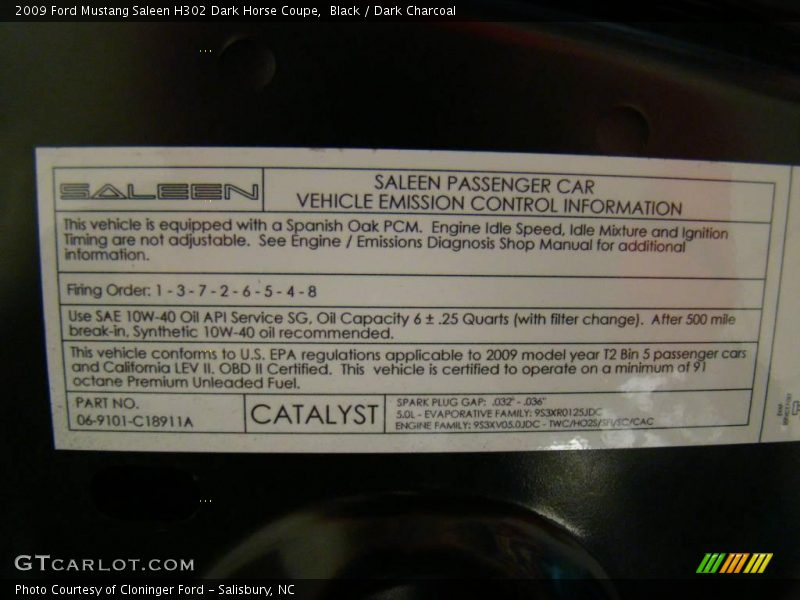 2009 Ford Mustang Saleen H302 Dark Horse Coupe,  Black / Dark Charcoal
SALEEN
SALEEN PASSENGER CAR
VEHICLE EMISSION CONTROL INFORMATION
This vehicle is equipped with a Spanish Oak PCM.  Engine Idle Speed, Idle Mixture and Ignition
Timing are not adjustable.  See Engine / Emissions Diagnosis Shop Manual for additional
information.
Firing Order: 1 - 3 - 7 - 2 - 6 - 5 - 4 - 8
Use SAE 10W-40 Oil API Service SG, Oil Capacity 6 ± .25 Quarts (with filter change).  After 500 mile
break-in, Synthetic 10W-40 oil recommended.
This vehicle conforms to U.S. EPA regulations applicable to 2009 model year T2 Bin 5 passenger cars
and California LEV II, OBD II Certified.  This  vehicle is certified to operate on a minimum of 91
octane Premium Unleaded Fuel.
PART NO.
06-9101-C18911A
CATALYST
SPARK PLUG GAP:  .032" - .036"
5.0L - EVAPORATIVE FAMILY: 9S3XR0125JDC
ENGINE FAMILY: 9S3XV05.0JDC - TWC/HO2S/SFI/SC/CAC
GTCARLOT.COM
Photo Courtesy of Cloninger Ford – Salisbury, NC